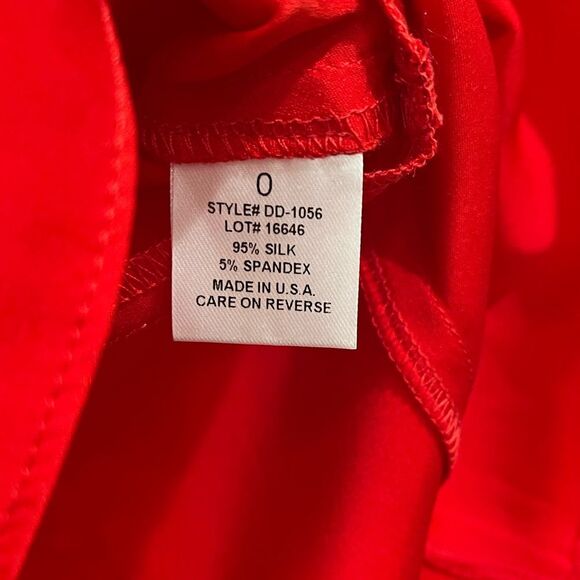 0
STYLE# DD-1056
LOT# 16646
95% SILK
5% SPANDEX
MADE IN U.S.A.
CARE ON REVERSE